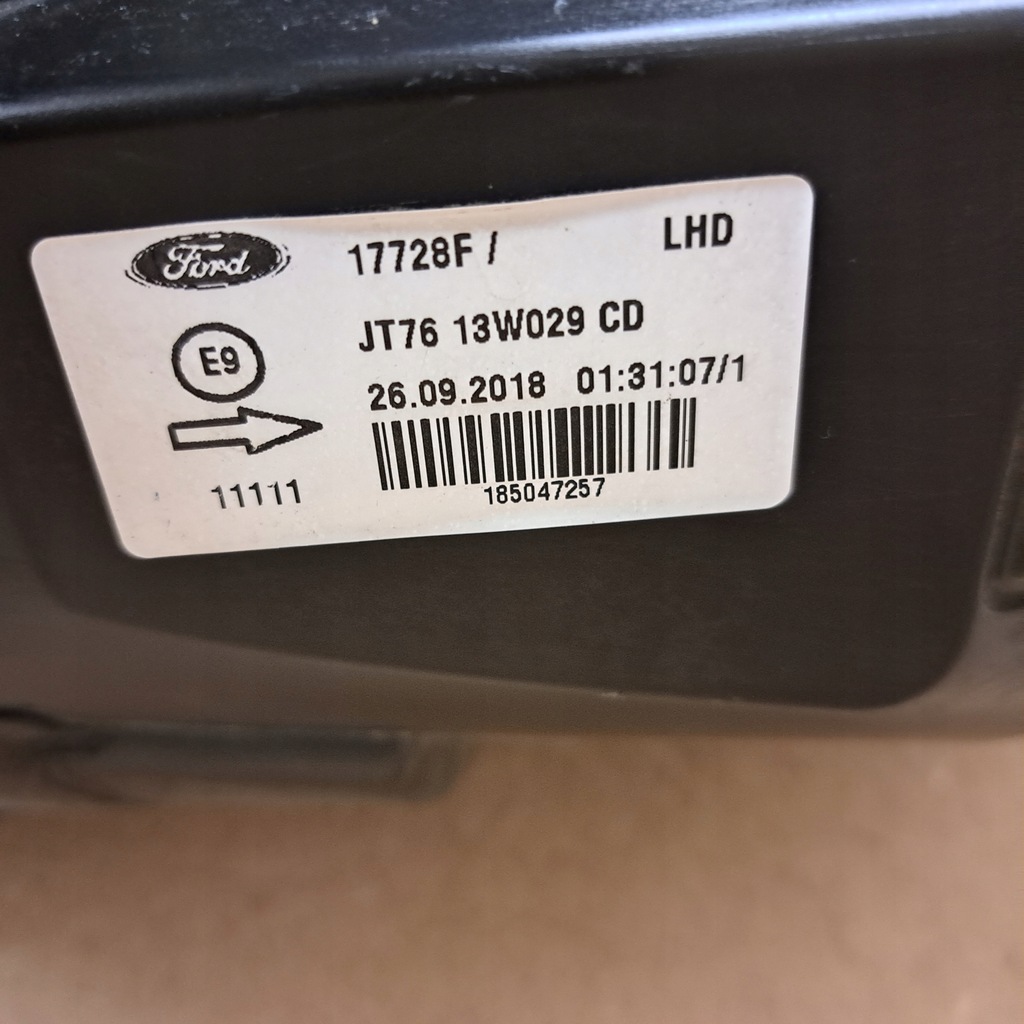 Ford 17728F / LHD
E9 JT76 13W029 CD
26.09.2018 01:31:07/1
11111 185047257